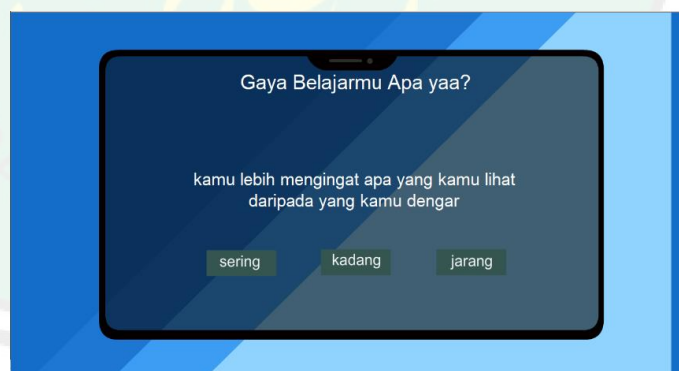 Gaya Belajarmu Apa yaa?
kamu lebih mengingat apa yang kamu lihat
daripada yang kamu dengar
sering
kadang
jarang